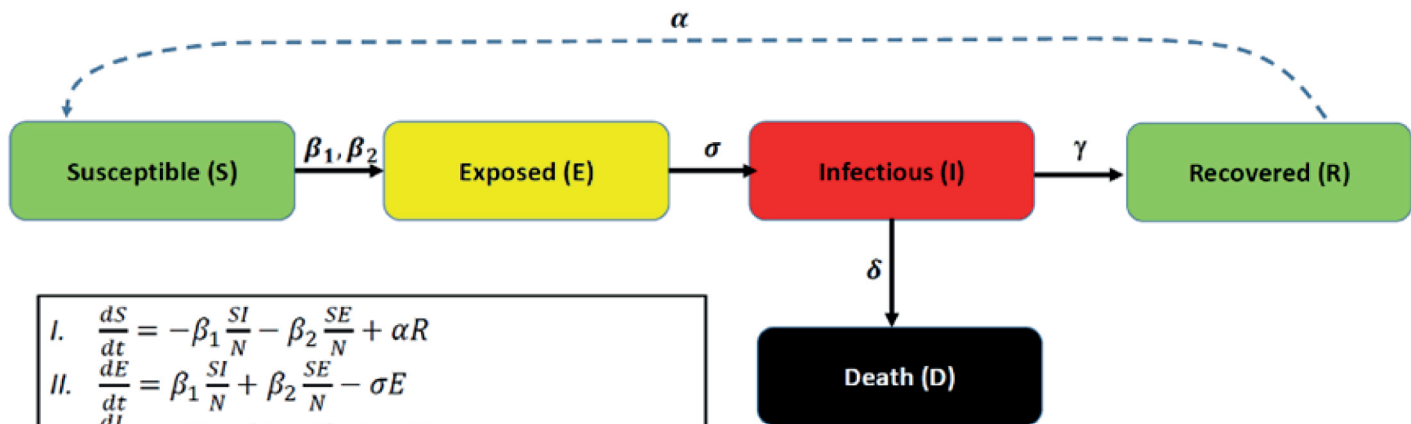 α
Susceptible (S)
β₁, β₂
Exposed (E)
σ
Infectious (I)
γ
Recovered (R)
δ
Death (D)
I. dS/dt = −β₁ SI/N − β₂ SE/N + αR
II. dE/dt = β₁ SI/N + β₂ SE/N − σE
dI